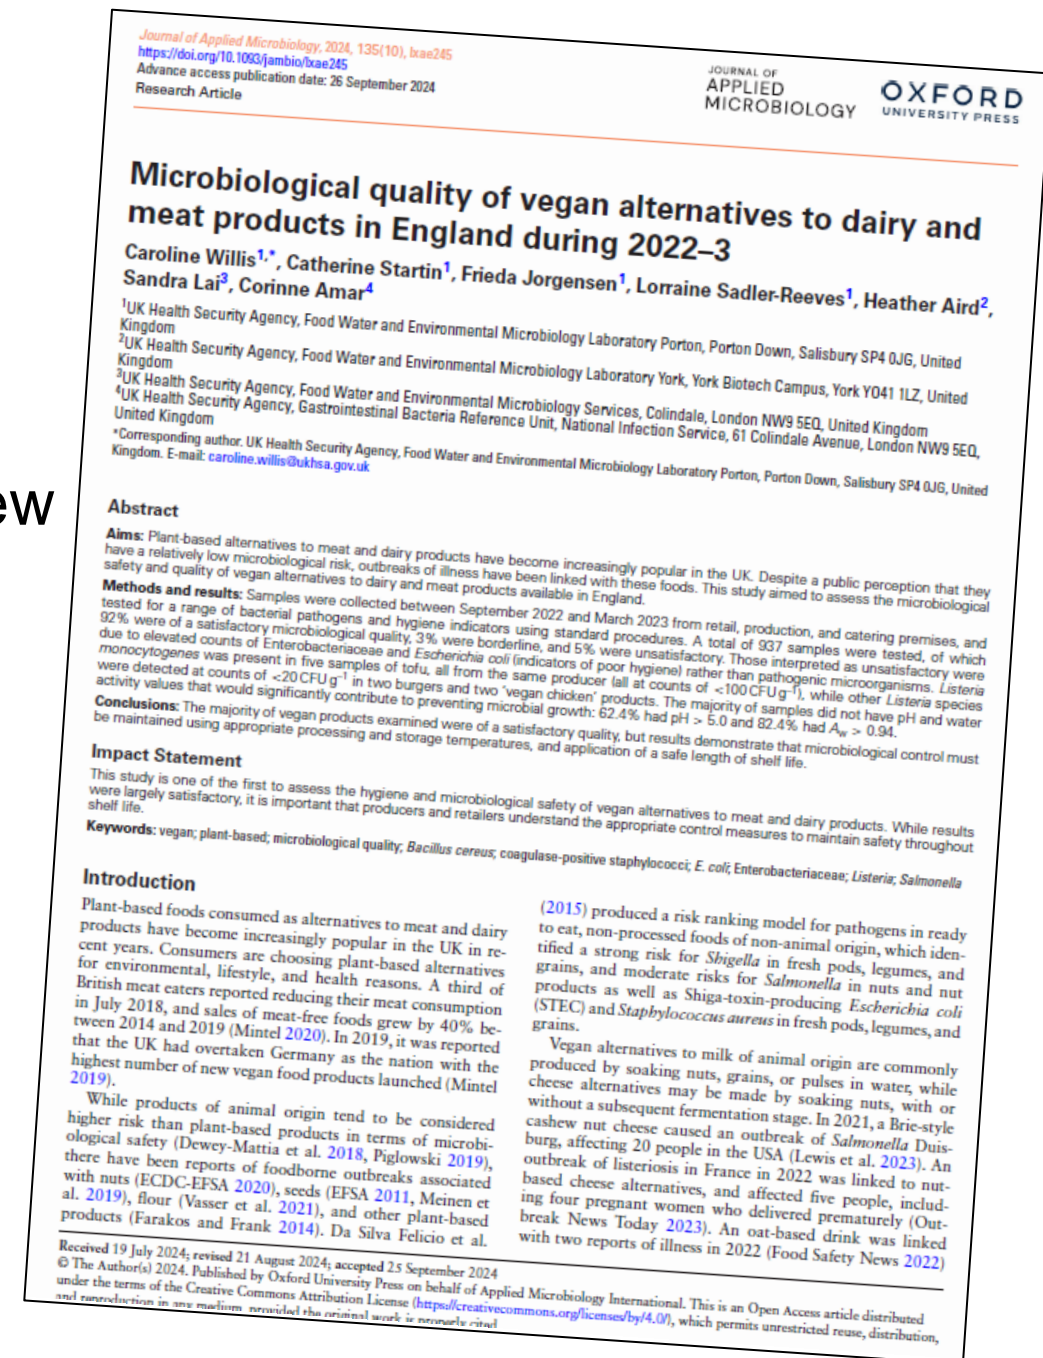 Journal of Applied Microbiology, 2024, 135(10), lxae245
https://doi.org/10.1093/jambio/lxae245
Advance access publication date: 26 September 2024
Research Article
JOURNAL OF
APPLIED
MICROBIOLOGY
OXFORD
UNIVERSITY PRESS
Microbiological quality of vegan alternatives to dairy and
meat products in England during 2022–3
Caroline Willis1,*, Catherine Startin1, Frieda Jorgensen1, Lorraine Sadler-Reeves1, Heather Aird2,
Sandra Lai3, Corinne Amar4
1UK Health Security Agency, Food Water and Environmental Microbiology Laboratory Porton, Porton Down, Salisbury SP4 0JG, United
Kingdom
2UK Health Security Agency, Food Water and Environmental Microbiology Laboratory York, York Biotech Campus, York YO41 1LZ, United
Kingdom
3UK Health Security Agency, Food Water and Environmental Microbiology Services, Colindale, London NW9 5EQ, United Kingdom
4UK Health Security Agency, Gastrointestinal Bacteria Reference Unit, National Infection Service, 61 Colindale Avenue, London NW9 5EQ,
United Kingdom
*Corresponding author. UK Health Security Agency, Food Water and Environmental Microbiology Laboratory Porton, Porton Down, Salisbury SP4 0JG, United
Kingdom. E-mail: caroline.willis@ukhsa.gov.uk
ew
Abstract
Aims: Plant-based alternatives to meat and dairy products have become increasingly popular in the UK. Despite a public perception that they
have a relatively low microbiological risk, outbreaks of illness have been linked with these foods. This study aimed to assess the microbiological
safety and quality of vegan alternatives to dairy and meat products available in England.
Methods and results: Samples were collected between September 2022 and March 2023 from retail, production, and catering premises, and
tested for a range of bacterial pathogens and hygiene indicators using standard procedures. A total of 937 samples were tested, of which
92% were of a satisfactory microbiological quality, 3% were borderline, and 5% were unsatisfactory. Those interpreted as unsatisfactory were
due to elevated counts of Enterobacteriaceae and Escherichia coli (indicators of poor hygiene) rather than pathogenic microorganisms. Listeria
monocytogenes was present in five samples of tofu, all from the same producer (all at counts of <100 CFU g−1), while other Listeria species
were detected at counts of <20 CFU g−1 in two burgers and two 'vegan chicken' products. The majority of samples did not have pH and water
activity values that would significantly contribute to preventing microbial growth: 62.4% had pH > 5.0 and 82.4% had Aw > 0.94.
Conclusions: The majority of vegan products examined were of a satisfactory quality, but results demonstrate that microbiological control must
be maintained using appropriate processing and storage temperatures, and application of a safe length of shelf life.
Impact Statement
This study is one of the first to assess the hygiene and microbiological safety of vegan alternatives to meat and dairy products. While results
were largely satisfactory, it is important that producers and retailers understand the appropriate control measures to maintain safety throughout
shelf life.
Keywords: vegan; plant-based; microbiological quality; Bacillus cereus; coagulase-positive staphylococci; E. coli; Enterobacteriaceae; Listeria; Salmonella
Introduction
Plant-based foods consumed as alternatives to meat and dairy
products have become increasingly popular in the UK in re-
cent years. Consumers are choosing plant-based alternatives
for environmental, lifestyle, and health reasons. A third of
British meat eaters reported reducing their meat consumption
in July 2018, and sales of meat-free foods grew by 40% be-
tween 2014 and 2019 (Mintel 2020). In 2019, it was reported
that the UK had overtaken Germany as the nation with the
highest number of new vegan food products launched (Mintel
2019).
While products of animal origin tend to be considered
higher risk than plant-based products in terms of microbi-
ological safety (Dewey-Mattia et al. 2018, Piglowski 2019),
there have been reports of foodborne outbreaks associated
with nuts (ECDC-EFSA 2020), seeds (EFSA 2011, Meinen et
al. 2019), flour (Vasser et al. 2021), and other plant-based
products (Farakos and Frank 2014). Da Silva Felicio et al.
(2015) produced a risk ranking model for pathogens in ready
to eat, non-processed foods of non-animal origin, which iden-
tified a strong risk for Shigella in fresh pods, legumes, and
grains, and moderate risks for Salmonella in nuts and nut
products as well as Shiga-toxin-producing Escherichia coli
(STEC) and Staphylococcus aureus in fresh pods, legumes, and
grains.
Vegan alternatives to milk of animal origin are commonly
produced by soaking nuts, grains, or pulses in water, while
cheese alternatives may be made by soaking nuts, with or
without a subsequent fermentation stage. In 2021, a Brie-style
cashew nut cheese caused an outbreak of Salmonella Duis-
burg, affecting 20 people in the USA (Lewis et al. 2023). An
outbreak of listeriosis in France in 2022 was linked to nut-
based cheese alternatives, and affected five people, includ-
ing four pregnant women who delivered prematurely (Out-
break News Today 2023). An oat-based drink was linked
with two reports of illness in 2022 (Food Safety News 2022)
Received 19 July 2024; revised 21 August 2024; accepted 25 September 2024
© The Author(s) 2024. Published by Oxford University Press on behalf of Applied Microbiology International. This is an Open Access article distributed
under the terms of the Creative Commons Attribution License (https://creativecommons.org/licenses/by/4.0/), which permits unrestricted reuse, distribution,
and reproduction in any medium, provided the original work is properly cited